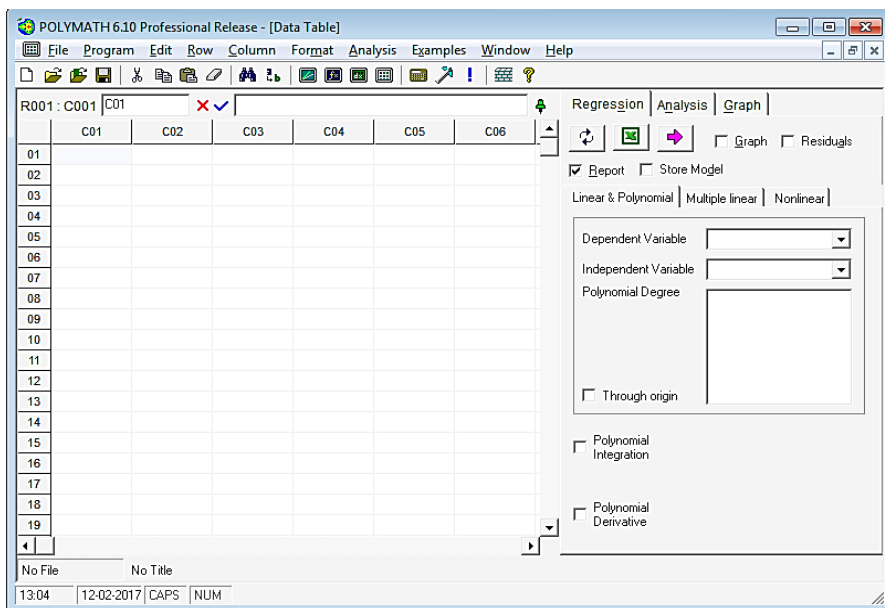 POLYMATH 6.10 Professional Release - [Data Table]
File Program Edit Row Column Format Analysis Examples Window Help
R001 : C001 C01
C01 C02 C03 C04 C05 C06
01
02
03
04
05
06
07
08
09
10
11
12
13
14
15
16
17
18
19
Regression Analysis Graph
Graph Residuals
Report Store Model
Linear & Polynomial Multiple linear Nonlinear
Dependent Variable
Independent Variable
Polynomial Degree
Through origin
Polynomial
Integration
Polynomial
Derivative
No File No Title
13:04 12-02-2017 CAPS NUM